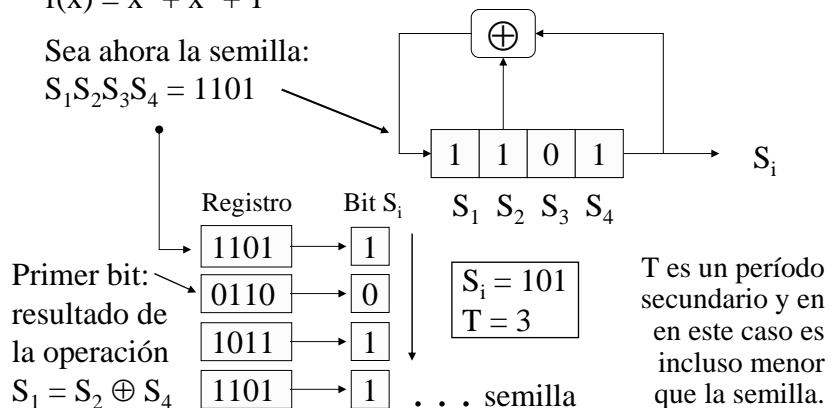 f(x) = x + x + 1
Sea ahora la semilla:
S₁S₂S₃S₄ = 1101
⊕
1 1 0 1
Sᵢ
S₁ S₂ S₃ S₄
Registro Bit Sᵢ
1101 1
0110 0
1011 1
1101 1
Primer bit:
resultado de
la operación
S₁ = S₂ ⊕ S₄
Sᵢ = 101
T = 3
. . . semilla
T es un período
secundario y en
en este caso es
incluso menor
que la semilla.